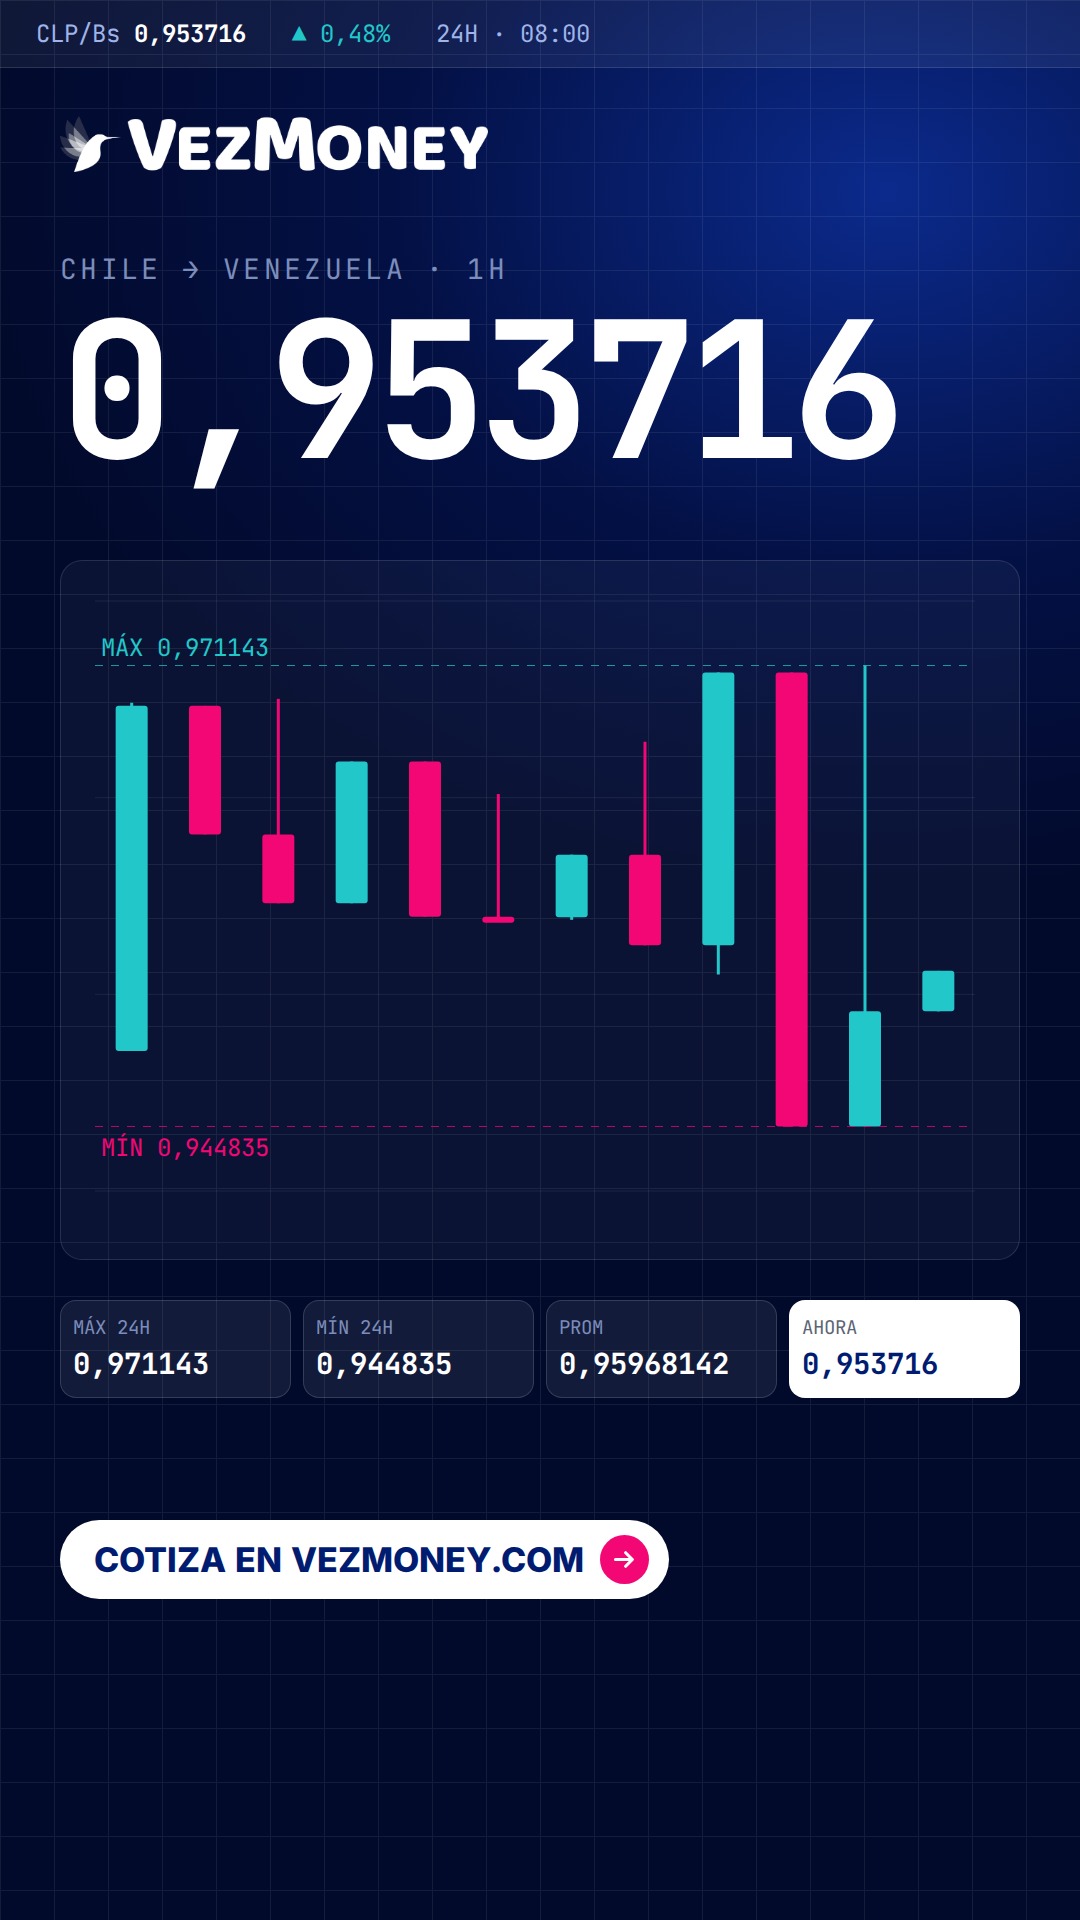 CLP/Bs 0,953716 ▲ 0,48% 24H · 08:00
VEZMONEY
CHILE → VENEZUELA · 1H
0,953716
MÁX 0,971143
MÍN 0,944835
MÁX 24H
0,971143
MÍN 24H
0,944835
PROM
0,95968142
AHORA
0,953716
COTIZA EN VEZMONEY.COM →